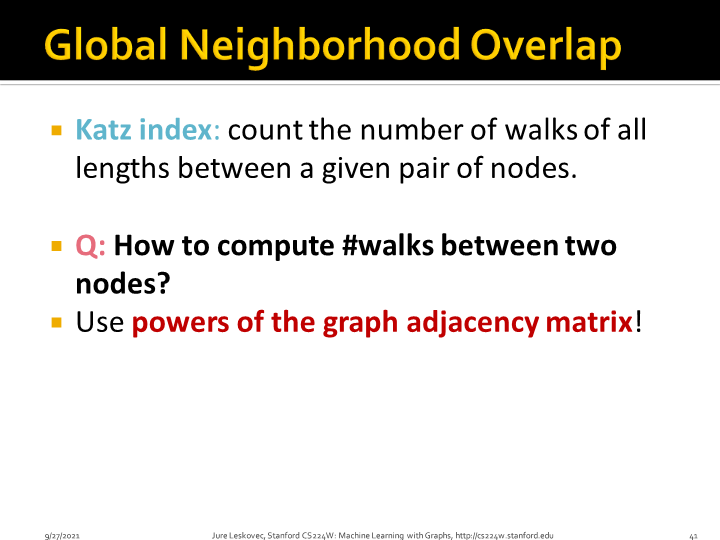 Global Neighborhood Overlap
▪ Katz index: count the number of walks of all
lengths between a given pair of nodes.
▪ Q: How to compute #walks between two
nodes?
▪ Use powers of the graph adjacency matrix!
9/27/2021
Jure Leskovec, Stanford CS224W: Machine Learning with Graphs, http://cs224w.stanford.edu
41